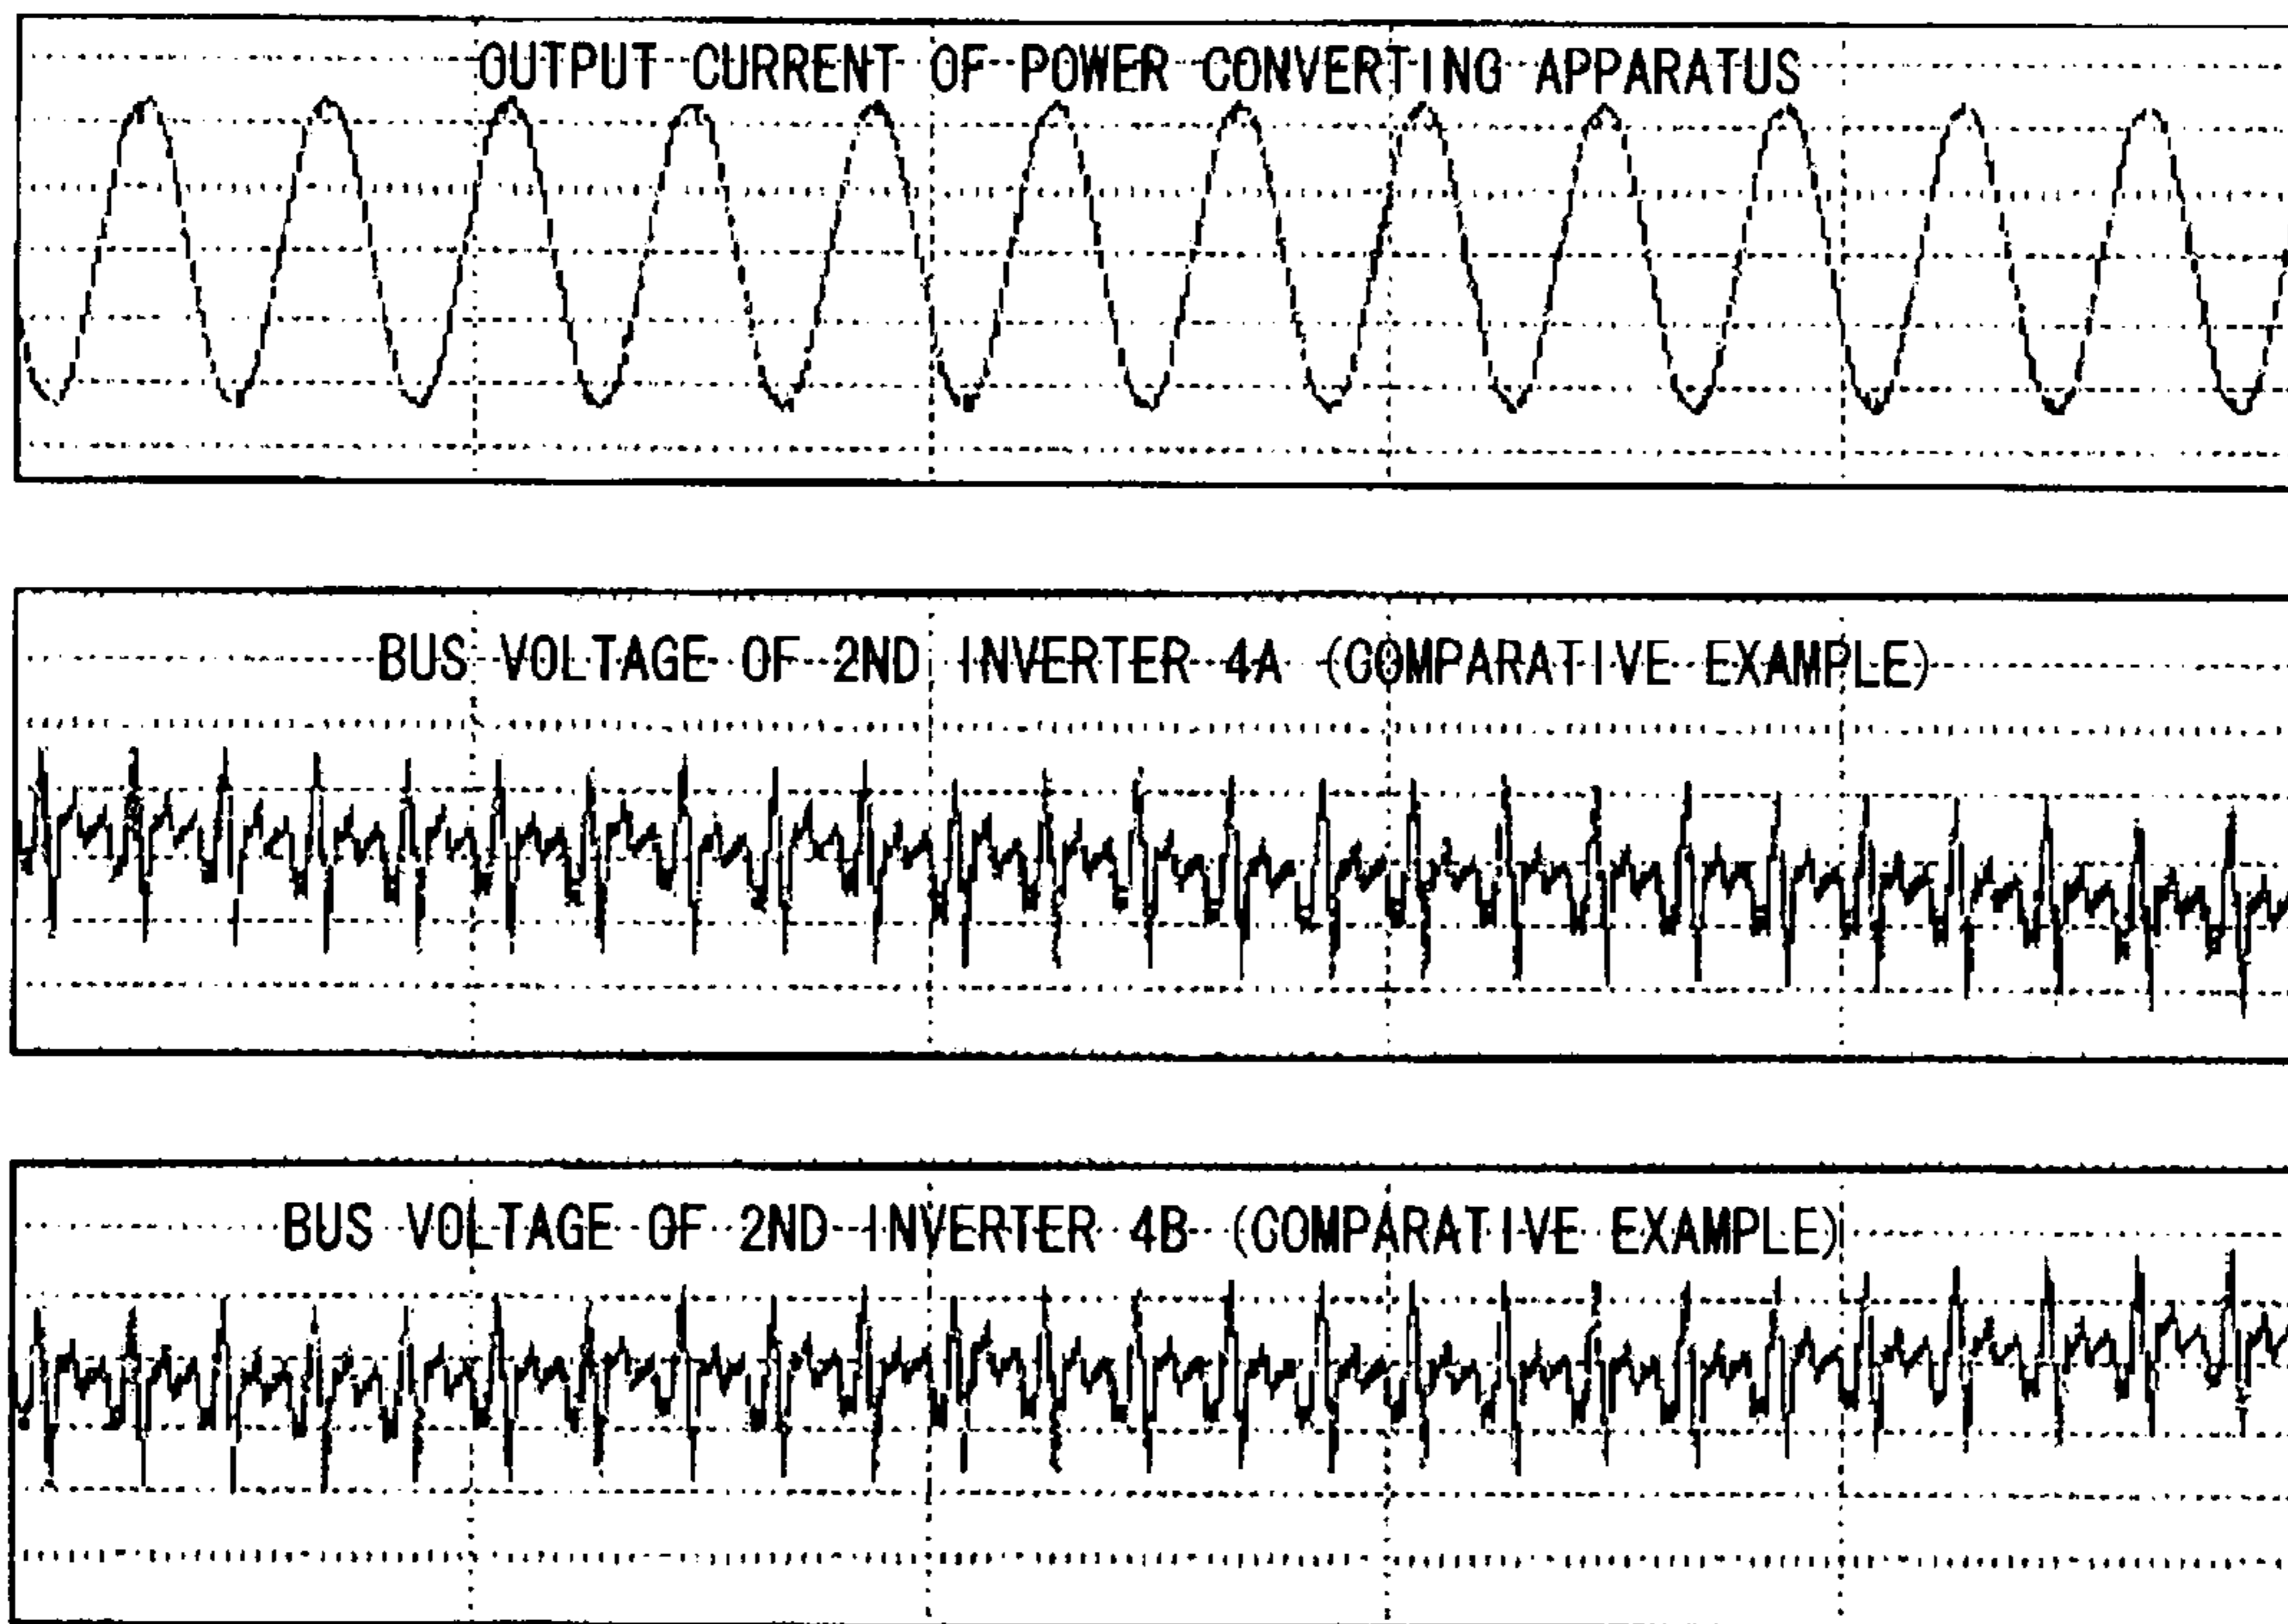 OUTPUT CURRENT OF POWER CONVERTING APPARATUS
BUS VOLTAGE OF 2ND INVERTER 4A (COMPARATIVE EXAMPLE)
BUS VOLTAGE OF 2ND INVERTER 4B (COMPARATIVE EXAMPLE)